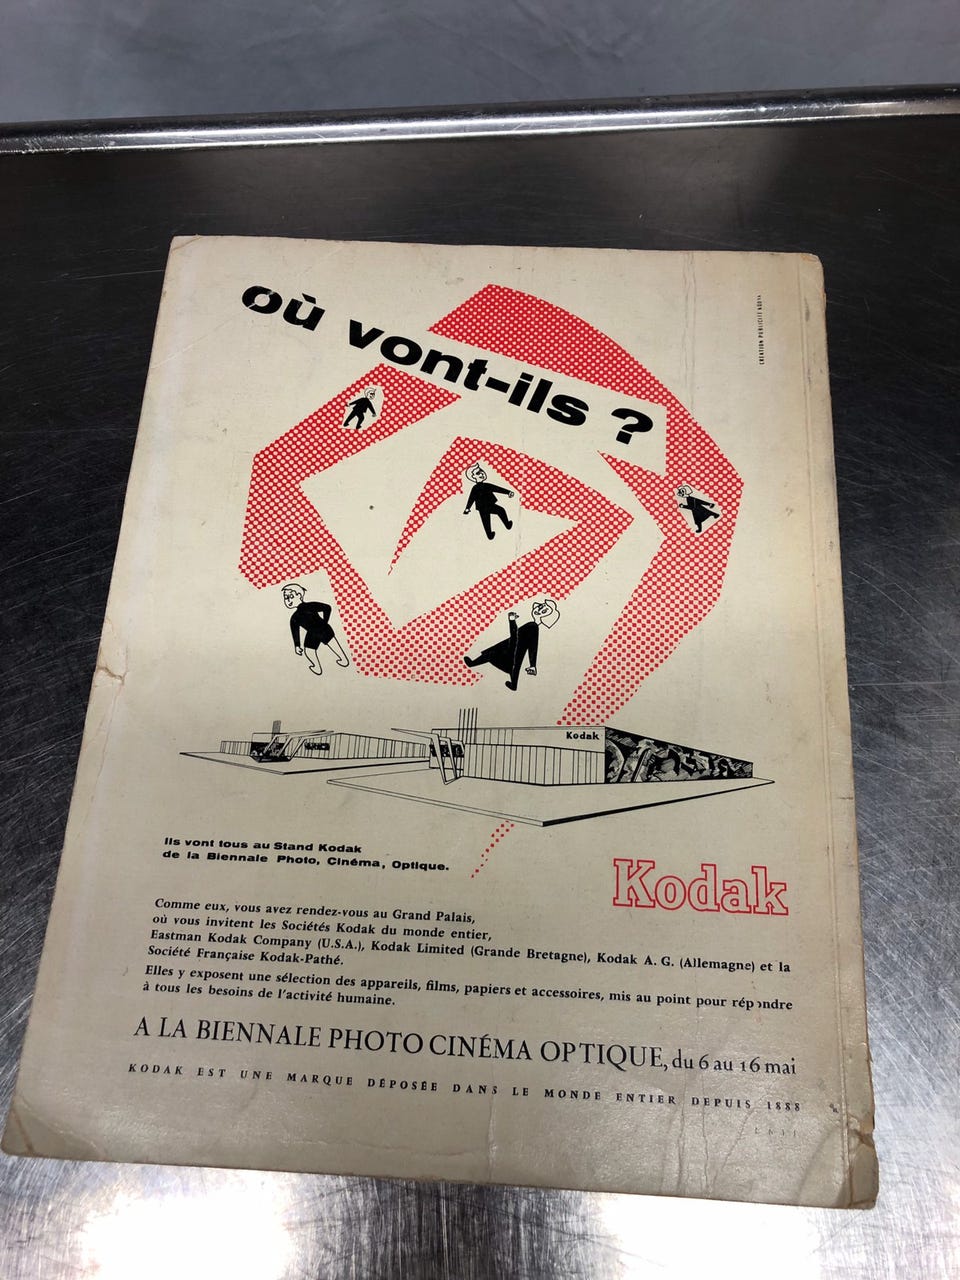 où vont-ils ?
CRÉATION PUBLICITÉ
Kodak
Ils vont tous au Stand Kodak
de la Biennale Photo, Cinéma, Optique.
Kodak
Comme eux, vous avez rendez-vous au Grand Palais,
où vous invitent les Sociétés Kodak du monde entier,
Eastman Kodak Company (U.S.A.), Kodak Limited (Grande Bretagne), Kodak A. G. (Allemagne) et la
Société Française Kodak-Pathé.
Elles y exposent une sélection des appareils, films, papiers et accessoires, mis au point pour répondre
à tous les besoins de l'activité humaine.
A LA BIENNALE PHOTO CINÉMA OPTIQUE, du 6 au 16 mai
KODAK EST UNE MARQUE DÉPOSÉE DANS LE MONDE ENTIER DEPUIS 1888